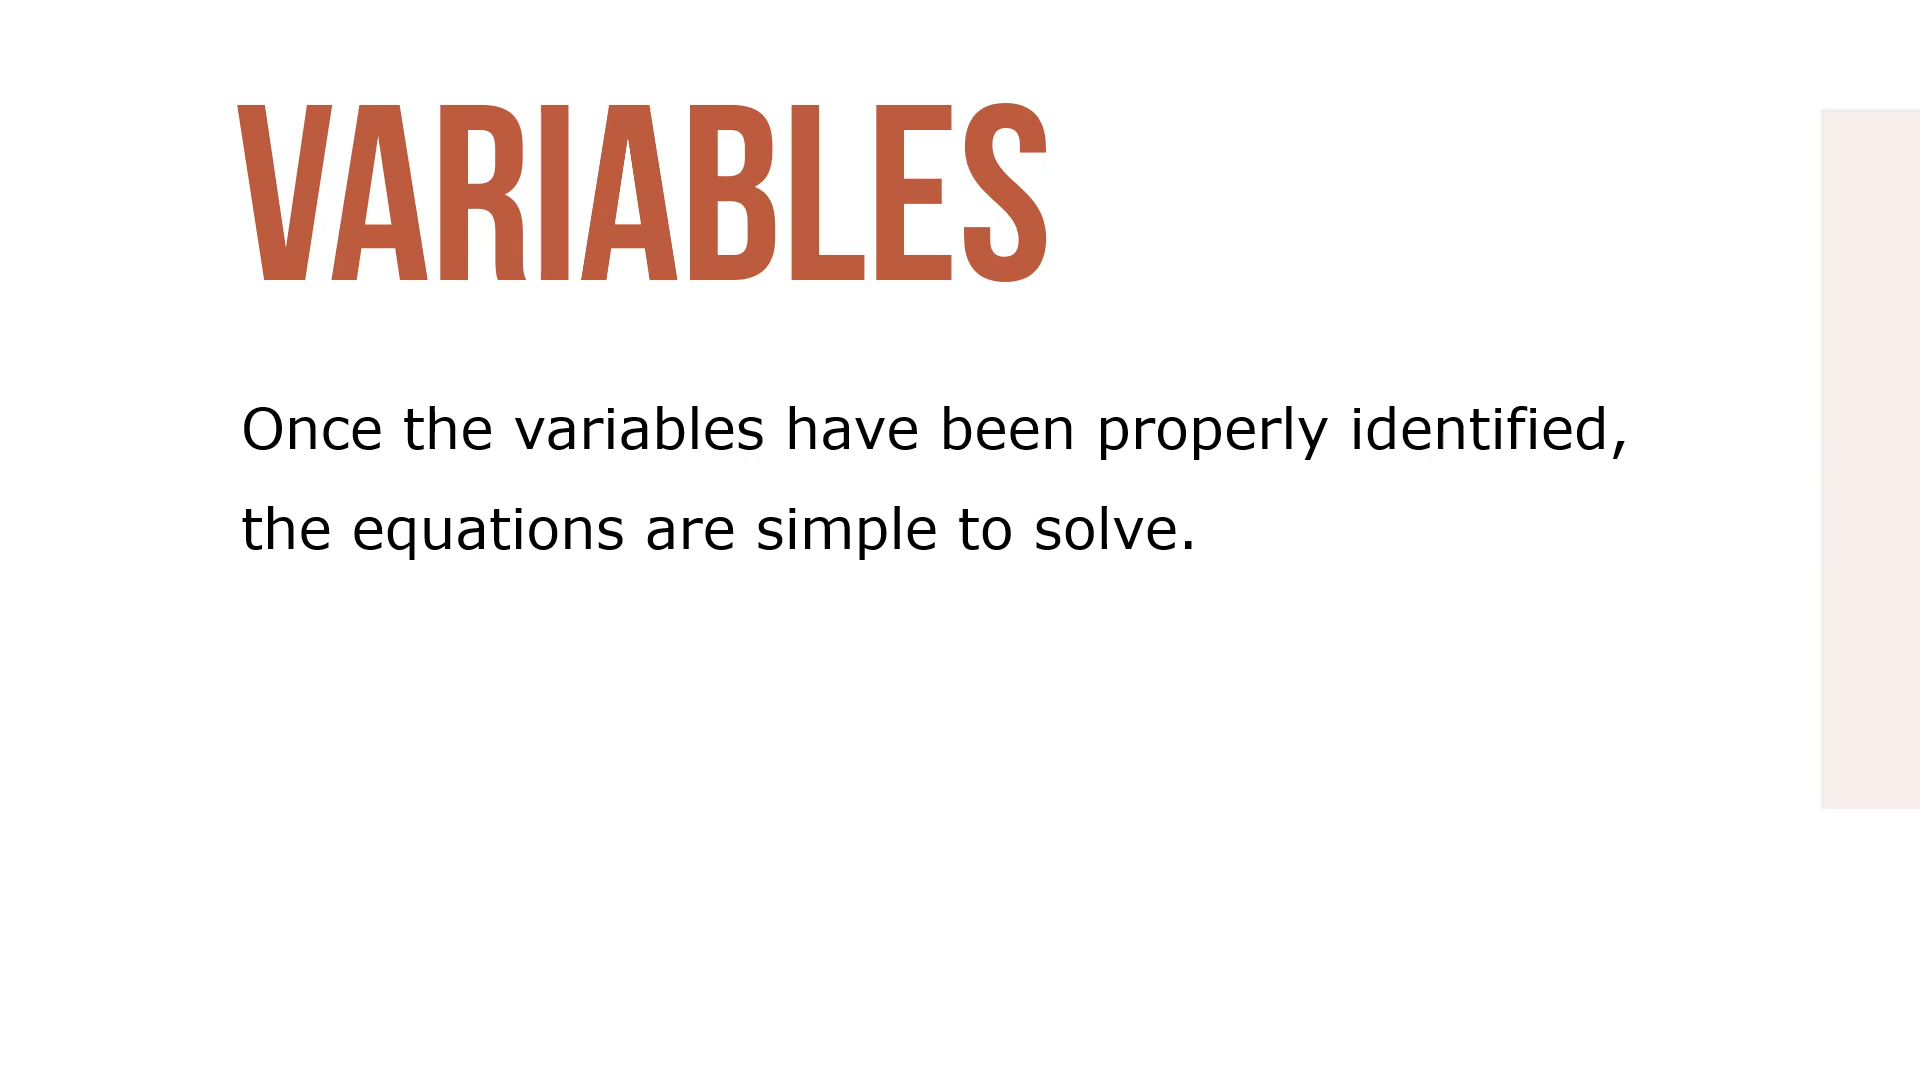 VARIABLES
Once the variables have been properly identified,
the equations are simple to solve.